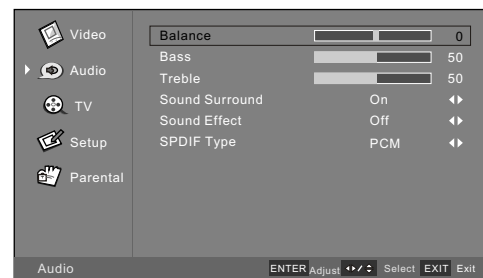 Video
Audio
TV
Setup
Parental
Balance 0
Bass 50
Treble 50
Sound Surround On
Sound Effect Off
SPDIF Type PCM
Audio ENTER Adjust Select EXIT Exit